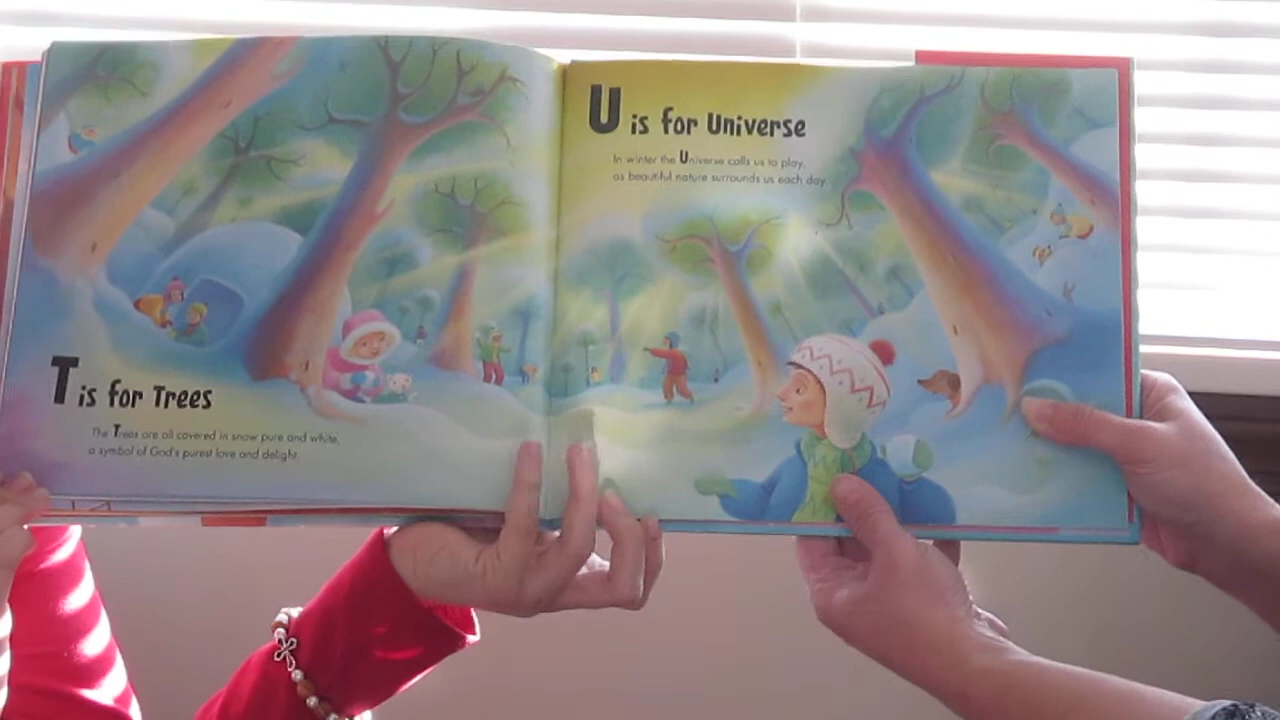 T is for Trees
The Trees are all covered in snow pure and white,
a symbol of God's purest love and delight.
U is for Universe
In winter the Universe calls us to play,
as beautiful nature surrounds us each day.